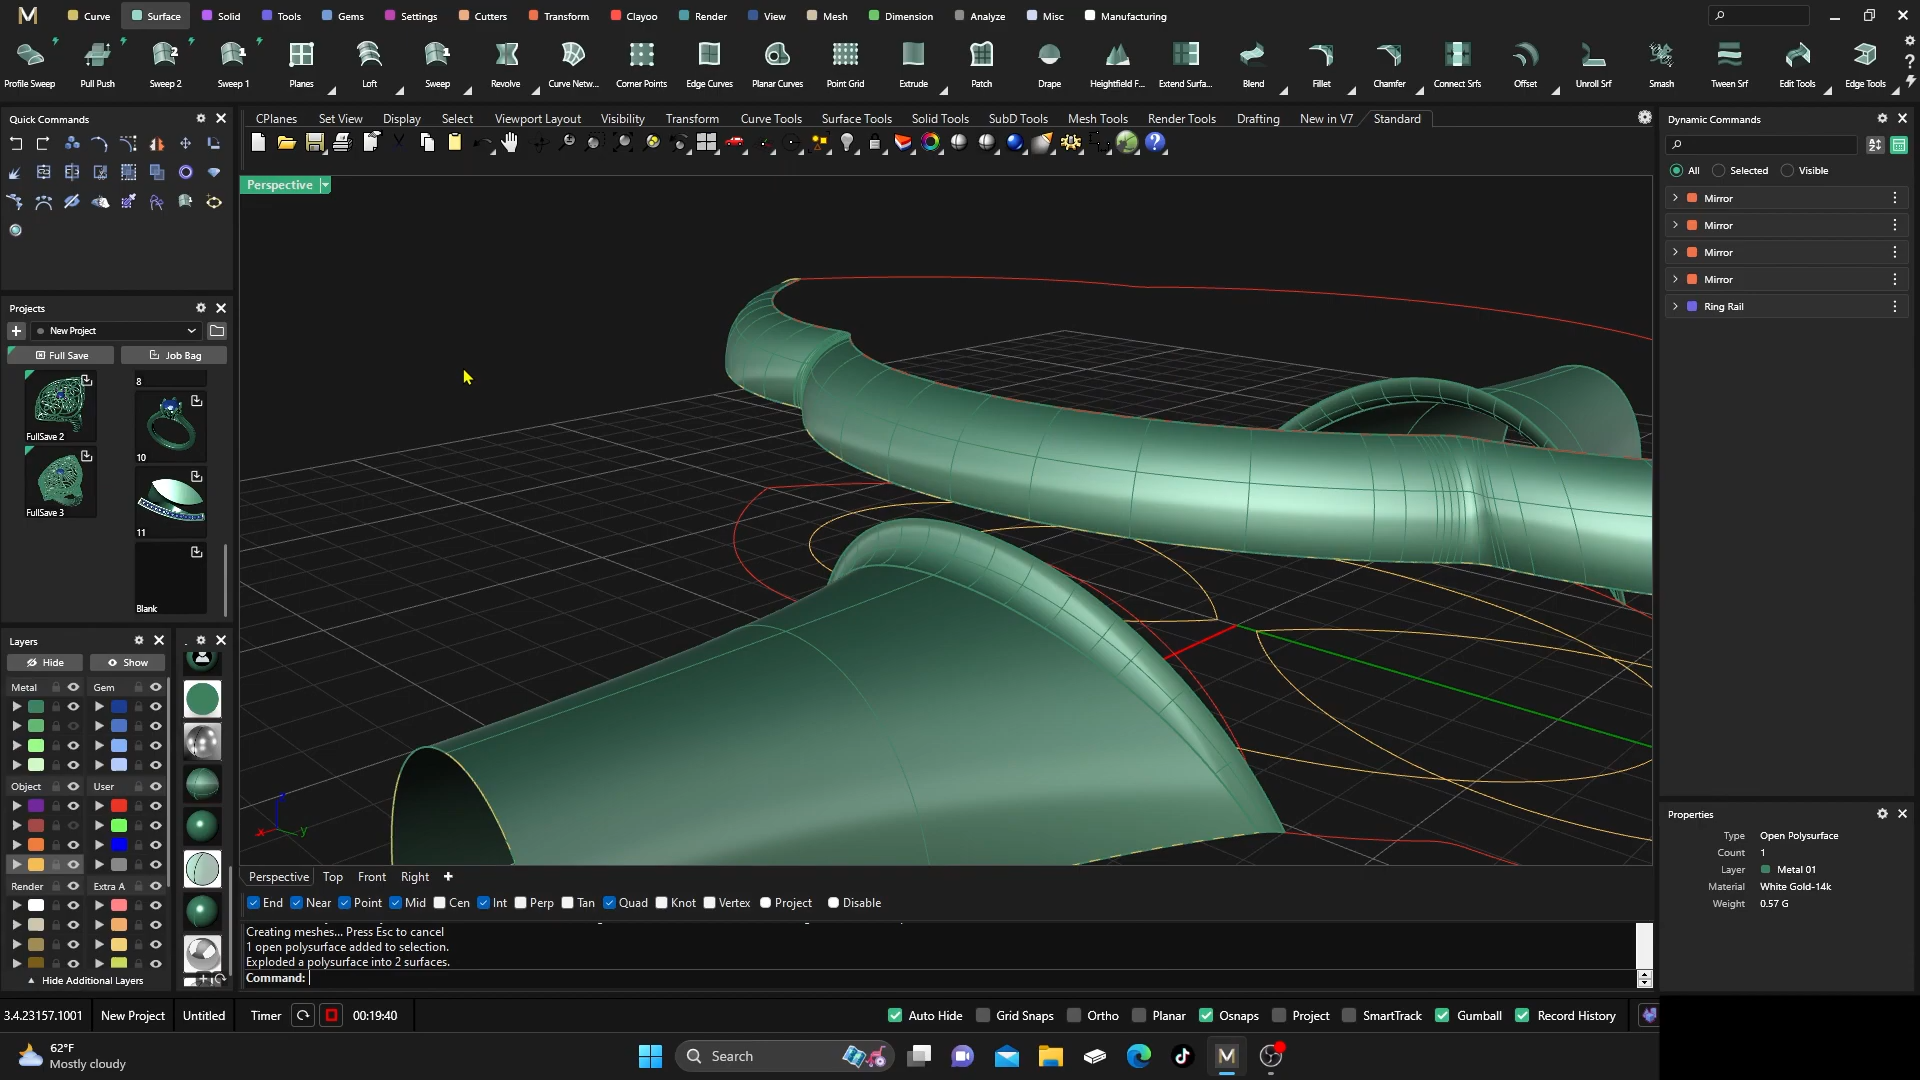 Curve Surface Solid Tools Gems Settings Cutters Transform Clayoo Render View Mesh Dimension Analyze Misc Manufacturing
Profile Sweep Pull Push Sweep 2 Sweep 1 Planes Loft Sweep Revolve Curve Netw... Corner Points Edge Curves Planar Curves Point Grid Extrude Patch Drape Heightfield F... Extend Surfa... Blend Fillet Chamfer Connect Srfs Offset Unroll Srf Smash Tween Srf Edit Tools Edge Tools
Quick Commands
CPlanes Set View Display Select Viewport Layout Visibility Transform Curve Tools Surface Tools Solid Tools SubD Tools Mesh Tools Render Tools Drafting New in V7 Standard
Dynamic Commands
All Selected Visible
Mirror
Mirror
Mirror
Mirror
Ring Rail
Perspective
Projects
New Project
Full Save Job Bag
8
FullSave 2
10
FullSave 3
11
Blank
Layers
Hide Show
Metal Gem
Object User
Render Extra A
Hide Additional Layers
x y
Perspective Top Front Right
End Near Point Mid Cen Int Perp Tan Quad Knot Vertex Project Disable
Creating meshes... Press Esc to cancel
1 open polysurface added to selection.
Exploded a polysurface into 2 surfaces.
Command:
Properties
Type Open Polysurface
Count 1
Layer Metal 01
Material White Gold-14k
Weight 0.57 G
3.4.23157.1001 New Project Untitled Timer 00:19:40 Auto Hide Grid Snaps Ortho Planar Osnaps Project SmartTrack Gumball Record History
62°F
Mostly cloudy
Search